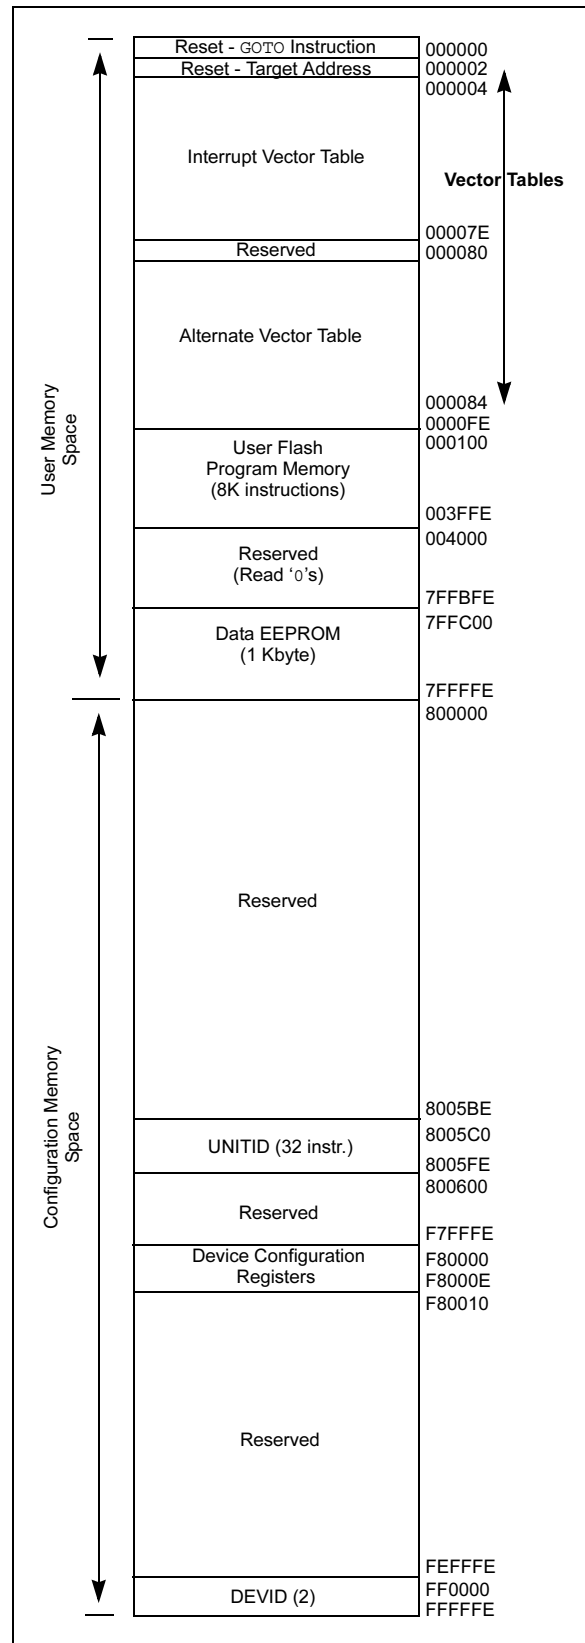 Reset - GOTO Instruction
000000
Reset - Target Address
000002
000004
Interrupt Vector Table
Vector Tables
00007E
Reserved
000080
Alternate Vector Table
000084
0000FE
User Memory
Space
User Flash
Program Memory
(8K instructions)
000100
003FFE
004000
Reserved
(Read ‘0’s)
7FFBFE
7FFC00
Data EEPROM
(1 Kbyte)
7FFFFE
800000
Reserved
Configuration Memory
Space
8005BE
8005C0
UNITID (32 instr.)
8005FE
800600
Reserved
F7FFFE
Device Configuration
Registers
F80000
F8000E
F80010
Reserved
FEFFFE
FF0000
DEVID (2)
FFFFFE